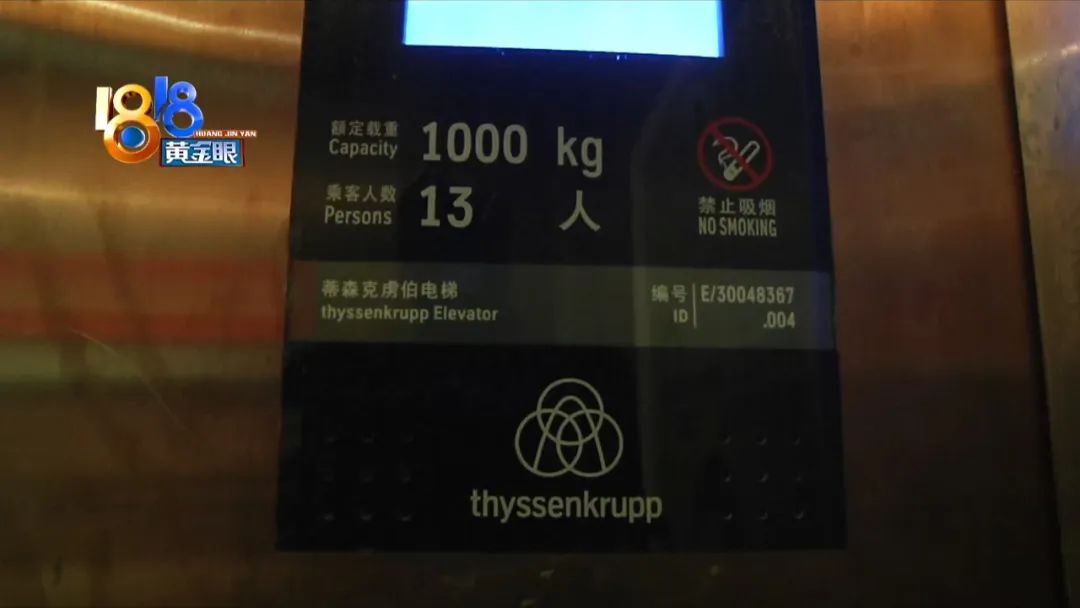 1818
HUANG JIN YAN
黄金眼
额定载重 1000 kg
Capacity
乘客人数 13 人
Persons
禁止吸烟
NO SMOKING
蒂森克虏伯电梯
thyssenkrupp Elevator
编号 E/30048367
ID .004
thyssenkrupp